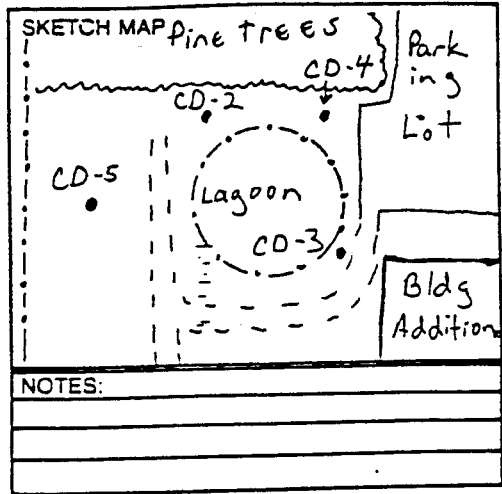 SKETCH MAP Pine Trees
Park
ing
Lot
CD-4
CD-2
CD-5
Lagoon
CD-3
Bldg
Addition
NOTES: